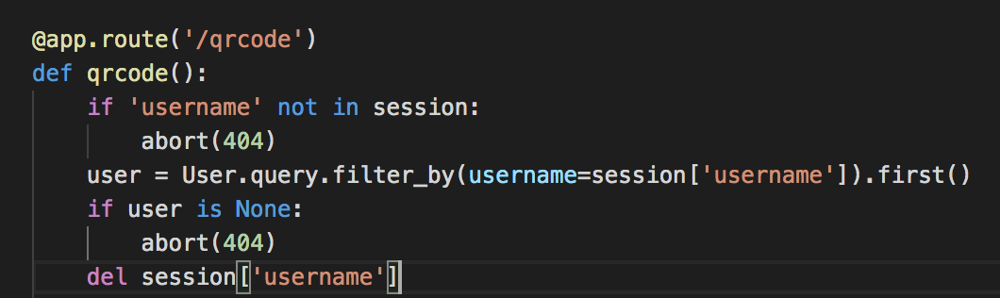 @app.route('/qrcode')
def qrcode():
    if 'username' not in session:
        abort(404)
    user = User.query.filter_by(username=session['username']).first()
    if user is None:
        abort(404)
    del session['username']